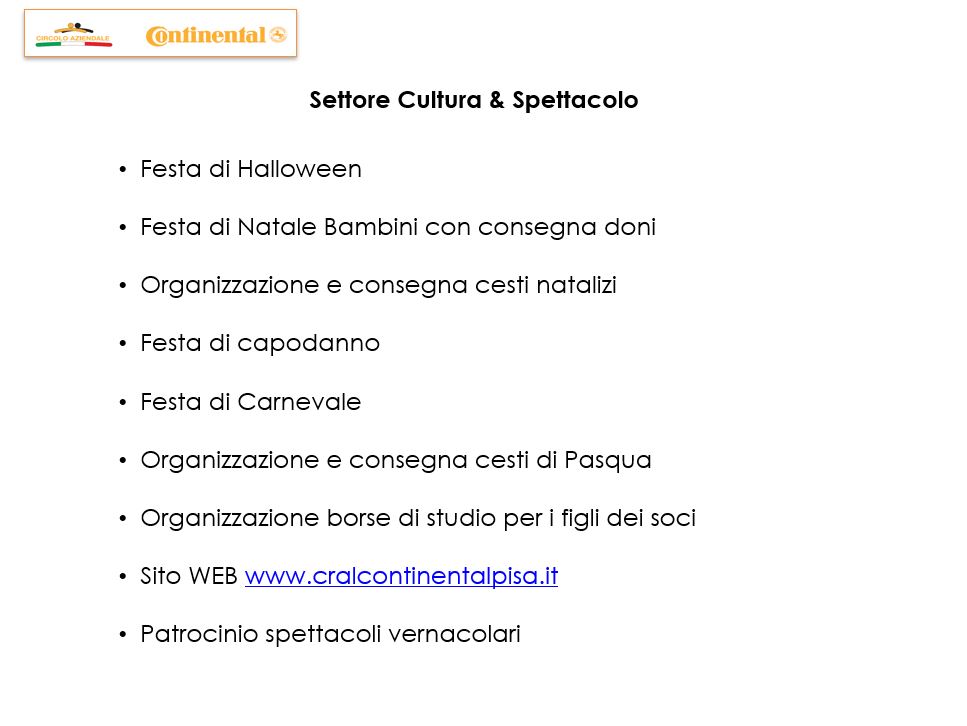 CIRCOLO AZIENDALE
Continental
Settore Cultura & Spettacolo
• Festa di Halloween
• Festa di Natale Bambini con consegna doni
• Organizzazione e consegna cesti natalizi
• Festa di capodanno
• Festa di Carnevale
• Organizzazione e consegna cesti di Pasqua
• Organizzazione borse di studio per i figli dei soci
• Sito WEB www.cralcontinentalpisa.it
• Patrocinio spettacoli vernacolari